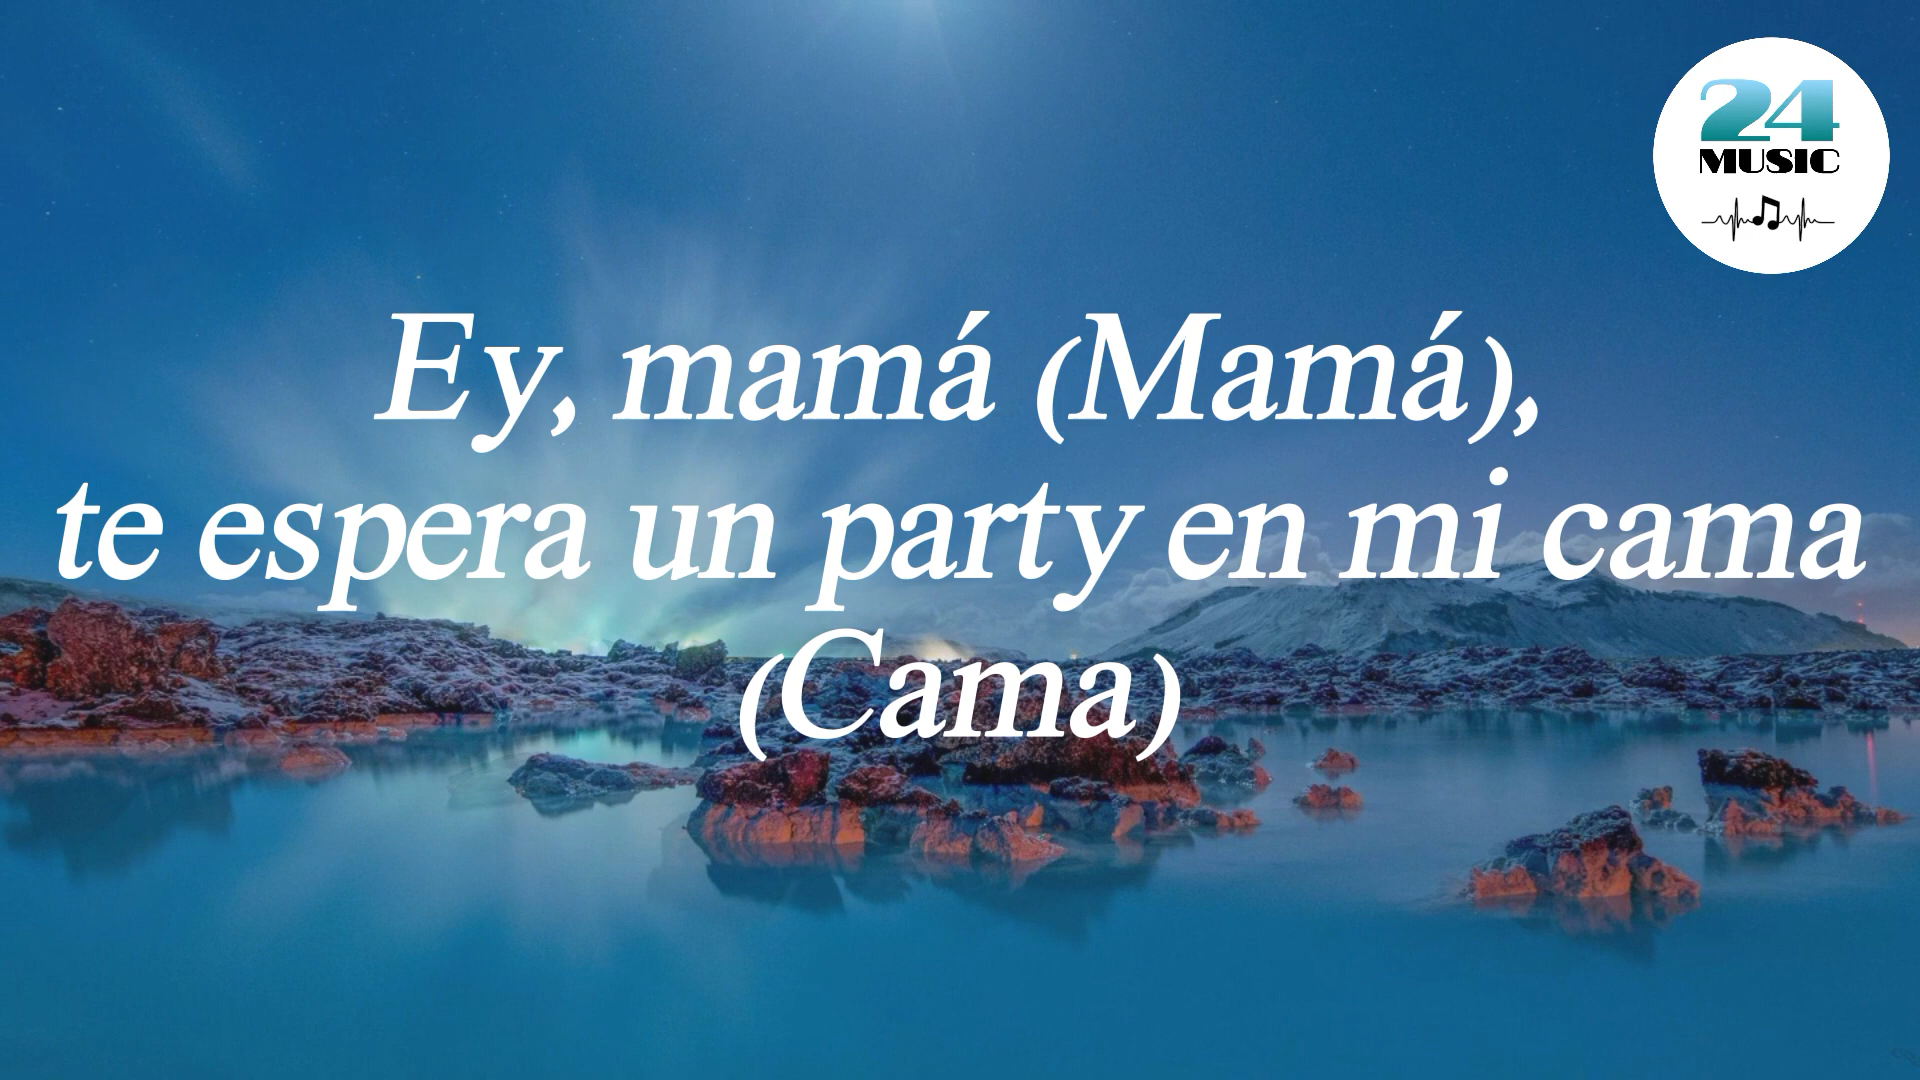 24
MUSIC
Ey, mamá (Mamá),
te espera un party en mi cama
(Cama)